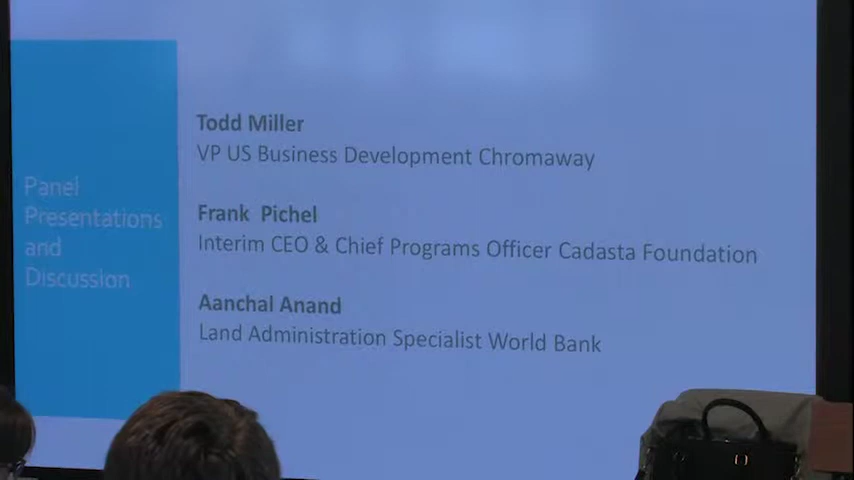 Panel
Presentations
and
Discussion
Todd Miller
VP US Business Development Chromaway
Frank Pichel
Interim CEO & Chief Programs Officer Cadasta Foundation
Aanchal Anand
Land Administration Specialist World Bank